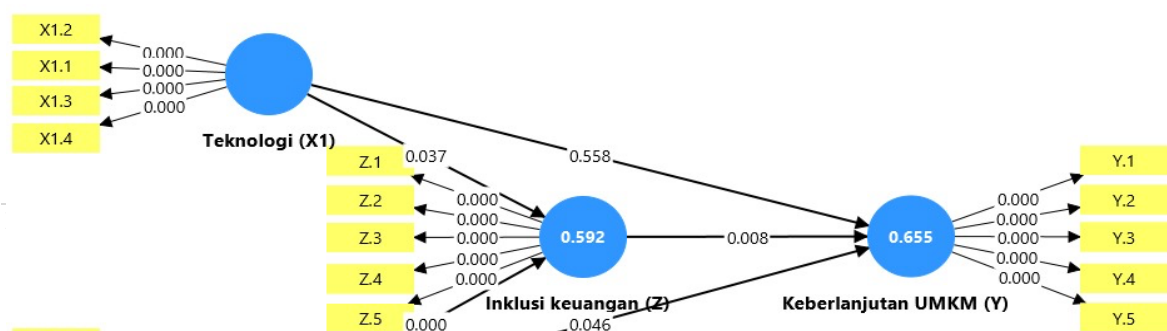 X1.2
0.000
X1.1
0.000
X1.3
0.000
X1.4
0.000
Teknologi (X1)
0.037
0.558
Z.1
0.000
Z.2
0.000
Z.3
0.000
Z.4
0.000
Z.5
0.000
0.592
0.008
0.655
Inklusi keuangan (Z)
Keberlanjutan UMKM (Y)
0.000
0.046
Y.1
0.000
Y.2
0.000
Y.3
0.000
Y.4
0.000
Y.5
0.000